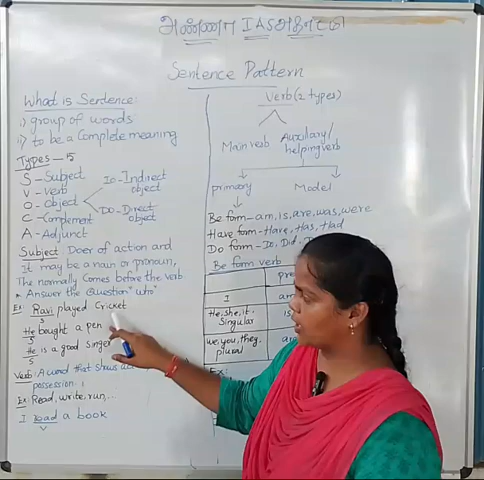 அண்ணா IAS அகாடமி
Sentence Pattern
What is Sentence:
i) group of words
ii) to be a Complete meaning
Types - 5
S - Subject
V - Verb
O - Object
IO - Indirect object
DO - Direct object
C - Complement
A - Adjunct
Subject Doer of action and
It may be a noun or pronoun,
The normally Comes before the verb
* Answer the Question "who"
Ex: Ravi played Cricket
S
He bought a pen
S
He is a good Singer
S
Verb: A word that shows
possession.
Ex: Read, write, run,...
I read a book
V
Verb (2 types)
Main verb
Auxiliary/
helping verb
primary
Model
Be form - am, is, are, was, were
Have form - Have, Has, Had
Do form - Do, Did,
Be form verb
pre
I
am
He, she, it,
Singular
is
we, you, they,
plural
are
Ex: